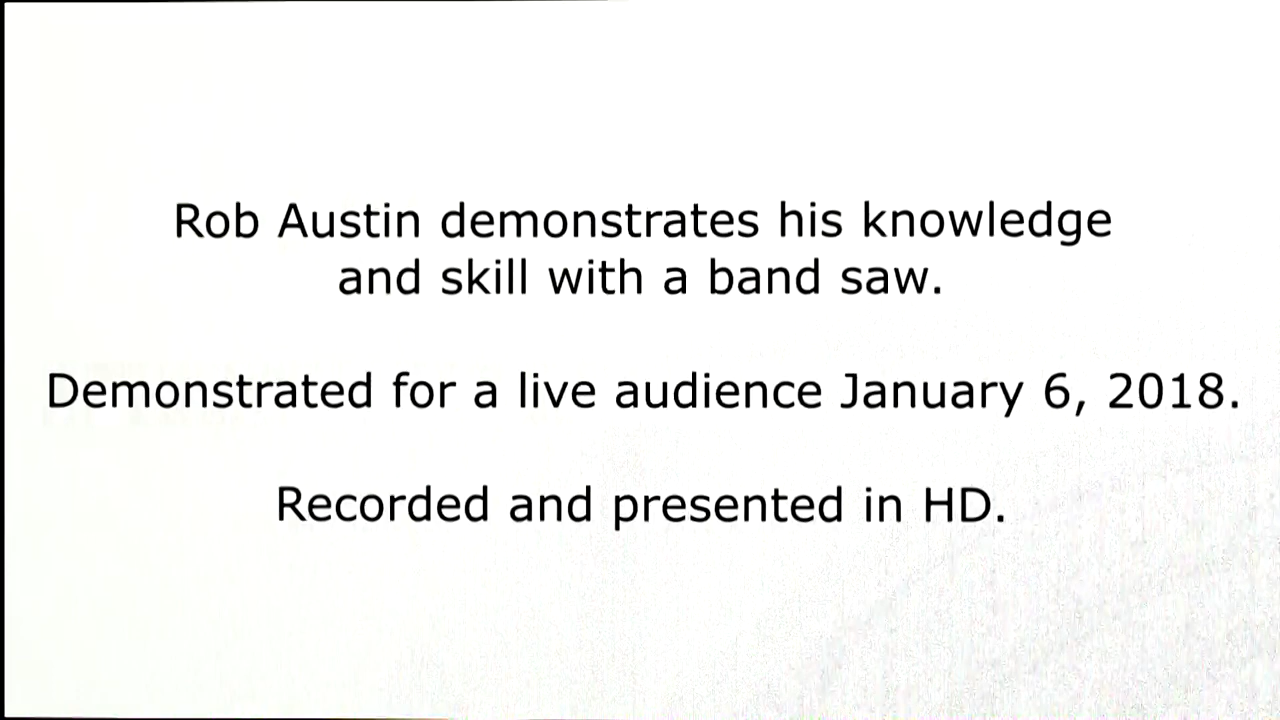 Rob Austin demonstrates his knowledge
and skill with a band saw.
Demonstrated for a live audience January 6, 2018.
Recorded and presented in HD.